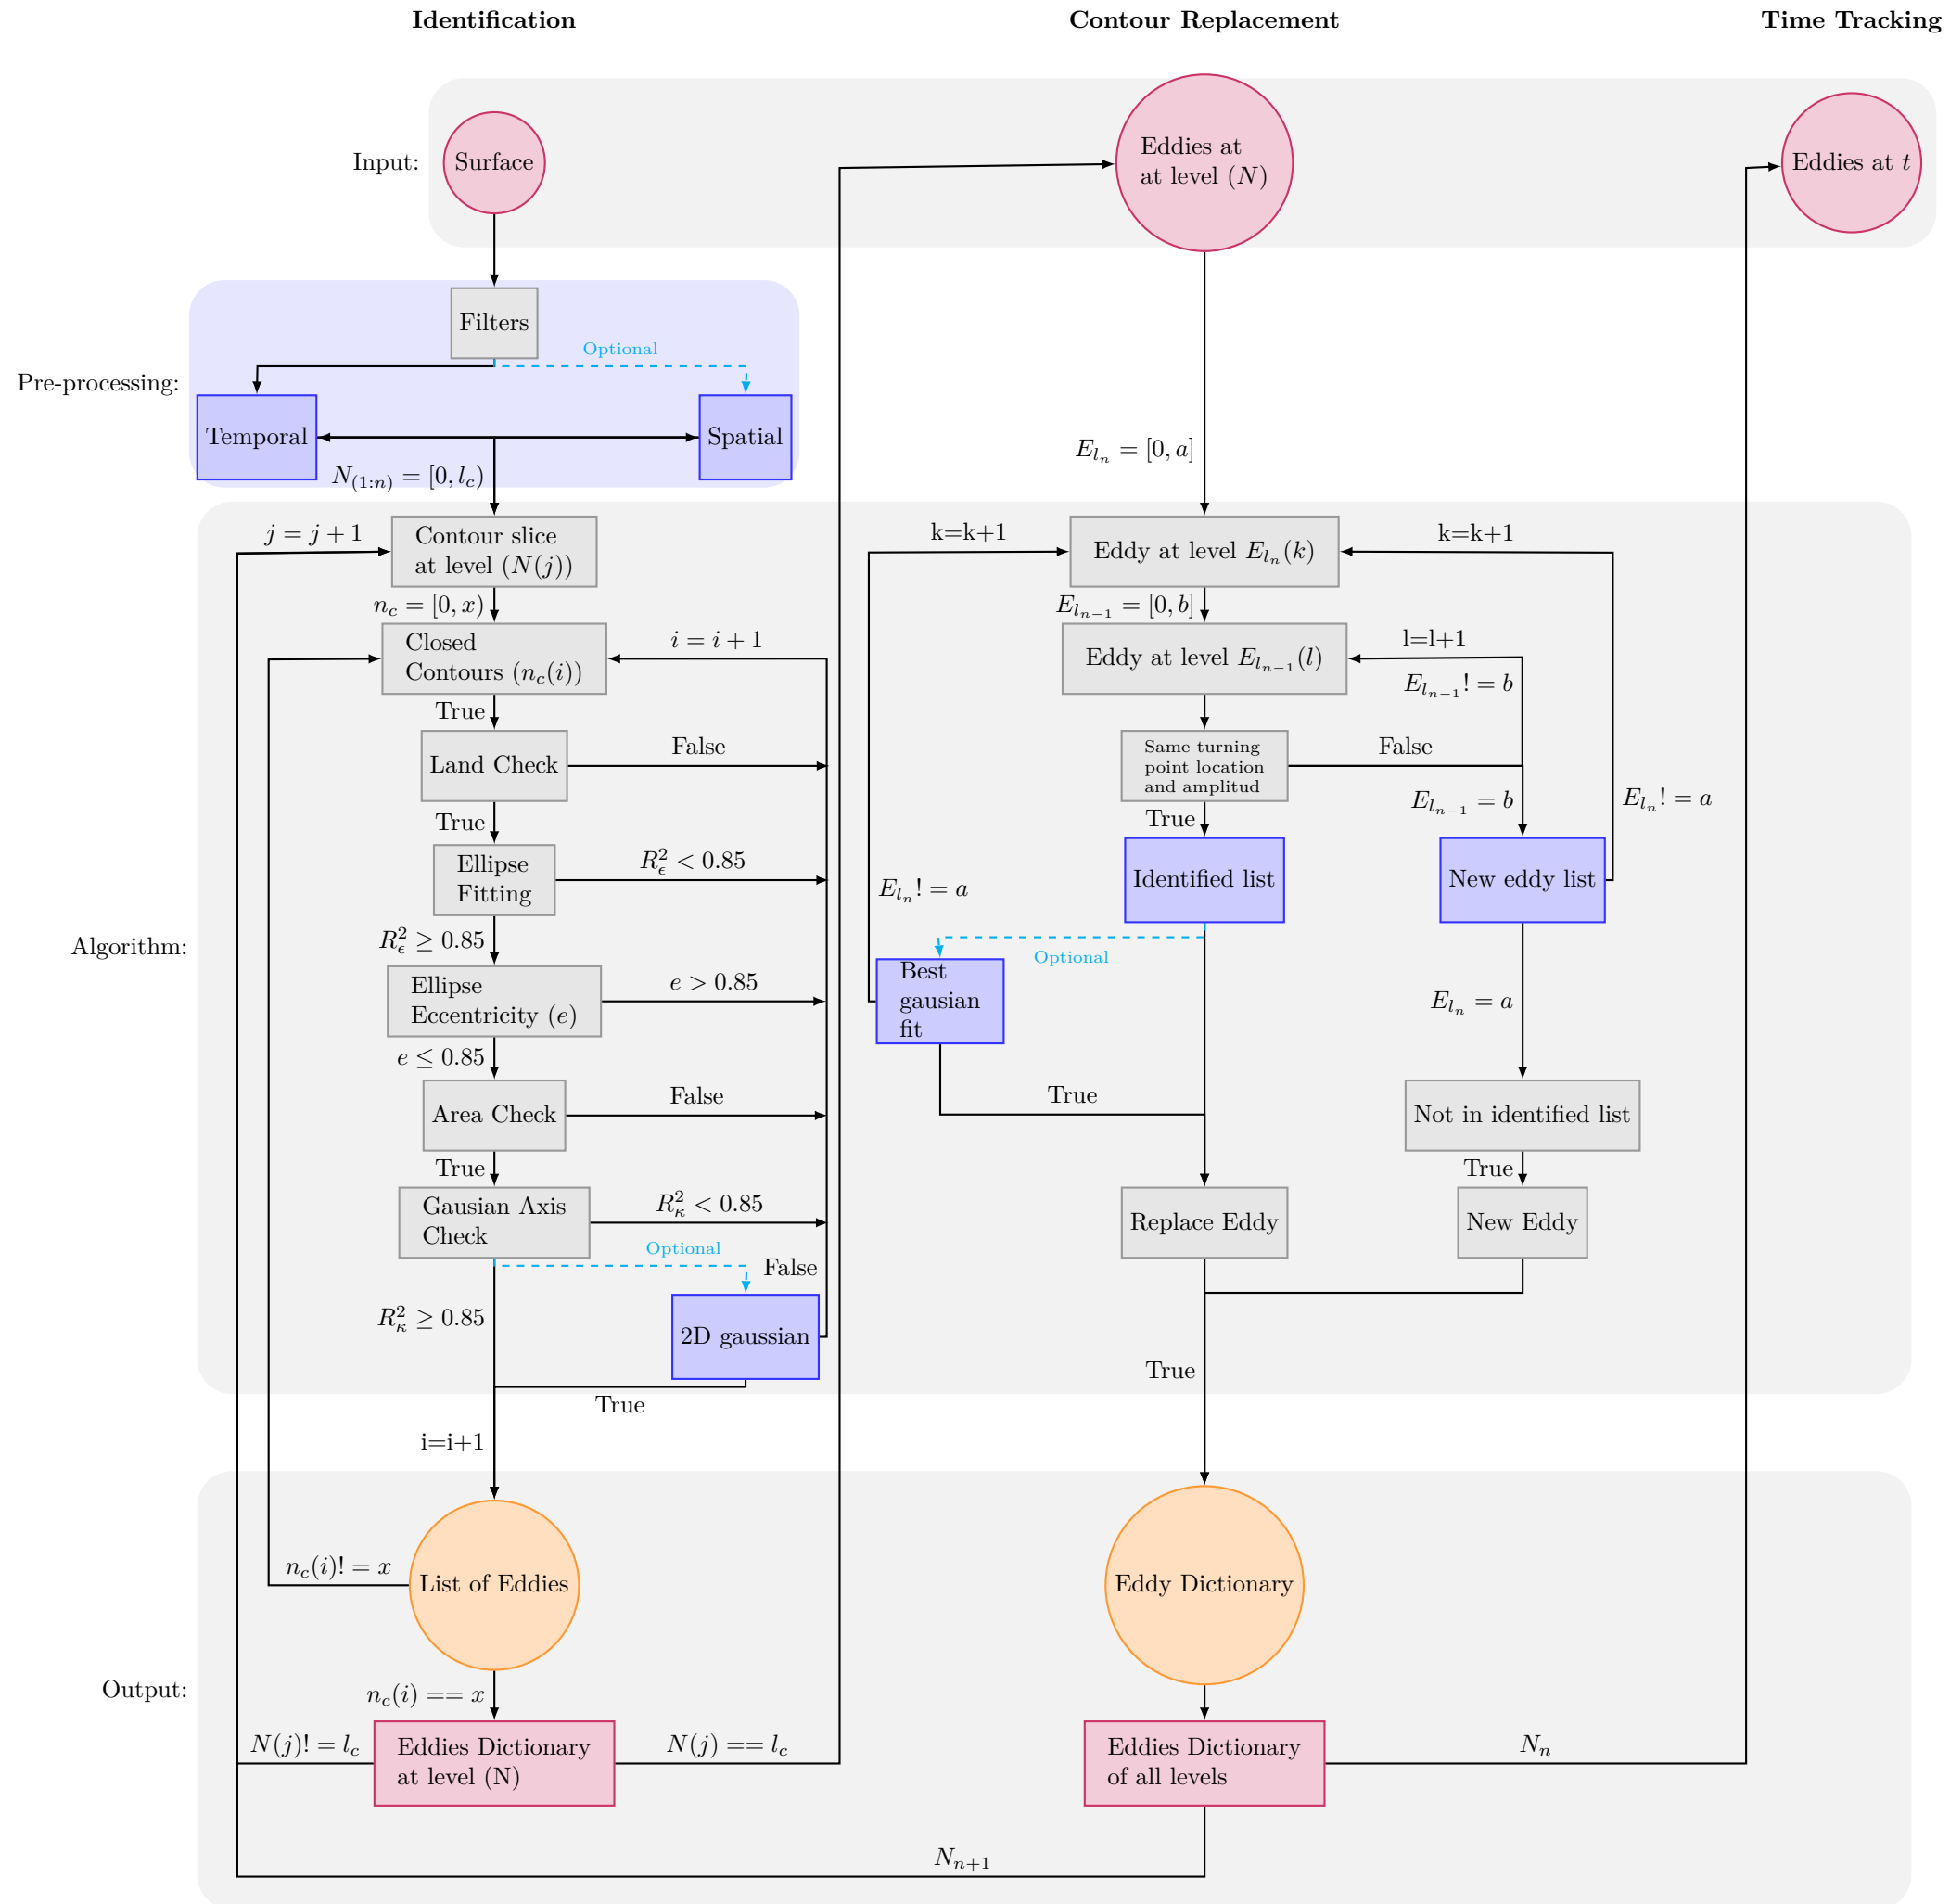 Identification
Contour Replacement
Time Tracking
Input:
Surface
Eddies at
at level (N)
Eddies at t
Pre-processing:
Filters
Optional
Temporal
Spatial
N_{(1:n)} = [0, l_c)
E_{l_n} = [0, a]
Algorithm:
j = j + 1
Contour slice
at level (N(j))
n_c = [0, x)
Closed
Contours (n_c(i))
i = i + 1
True
Land Check
False
True
Ellipse
Fitting
R_ϵ^2 < 0.85
R_ϵ^2 ≥ 0.85
Ellipse
Eccentricity (e)
e > 0.85
e ≤ 0.85
Area Check
False
True
Gausian Axis
Check
R_κ^2 < 0.85
Optional
False
R_κ^2 ≥ 0.85
2D gaussian
True
i=i+1
k=k+1
Eddy at level E_{l_n}(k)
k=k+1
E_{l_{n-1}} = [0, b]
Eddy at level E_{l_{n-1}}(l)
l=l+1
E_{l_{n-1}}! = b
Same turning
point location
and amplitud
False
E_{l_{n-1}} = b
E_{l_n}! = a
True
Identified list
New eddy list
E_{l_n}! = a
Optional
Best
gausian
fit
E_{l_n} = a
True
Not in identified list
True
Replace Eddy
New Eddy
True
Output:
n_c(i)! = x
List of Eddies
Eddy Dictionary
n_c(i) == x
N(j)! = l_c
Eddies Dictionary
at level (N)
N(j) == l_c
Eddies Dictionary
of all levels
N_n
N_{n+1}